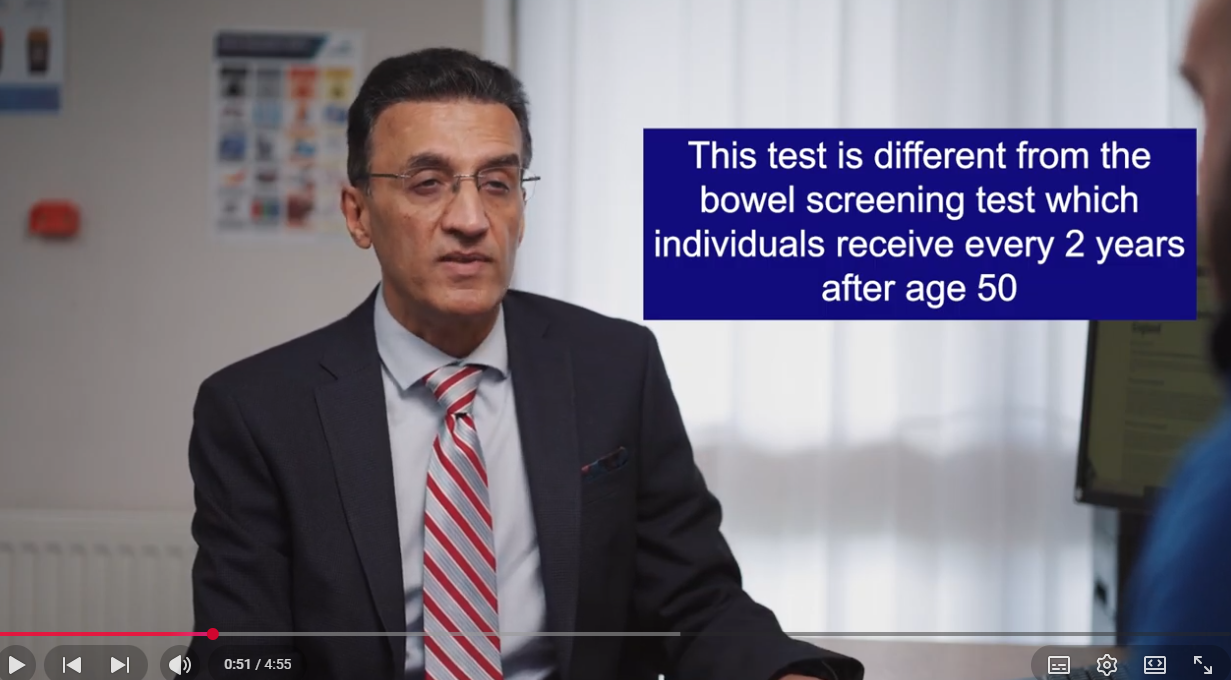 This test is different from the
bowel screening test which
individuals receive every 2 years
after age 50
England
0:51 / 4:55